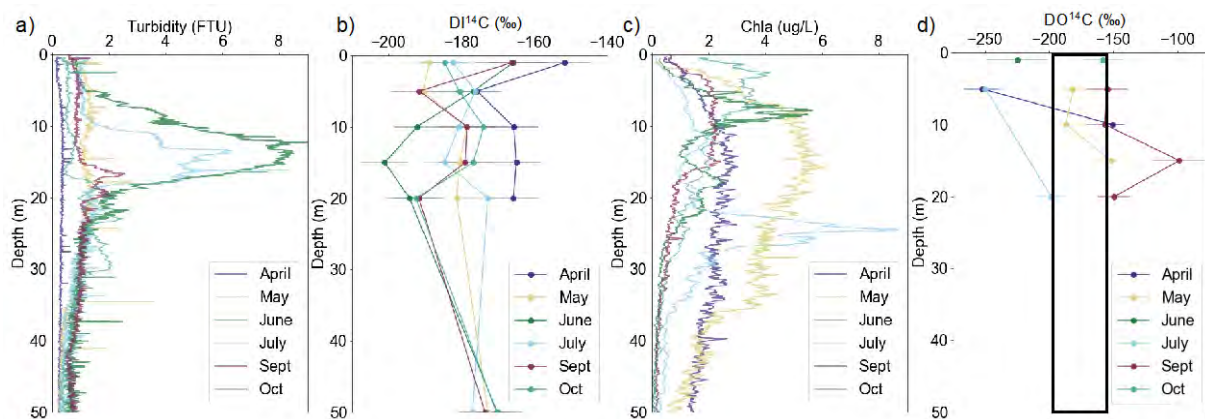 a) Turbidity (FTU)
0 2 4 6 8
0
10
20
30
40
50
Depth (m)
April
May
June
July
Sept
Oct
b) DI¹⁴C (‰)
−200 −180 −160 −140
0
10
20
30
40
50
Depth (m)
April
May
June
July
Sept
Oct
c) Chla (ug/L)
0 2 4 6 8
0
10
20
30
40
50
Depth (m)
April
May
June
July
Sept
Oct
d) DO¹⁴C (‰)
−250 −200 −150 −100
0
10
20
30
40
50
Depth (m)
April
May
June
July
Sept
Oct